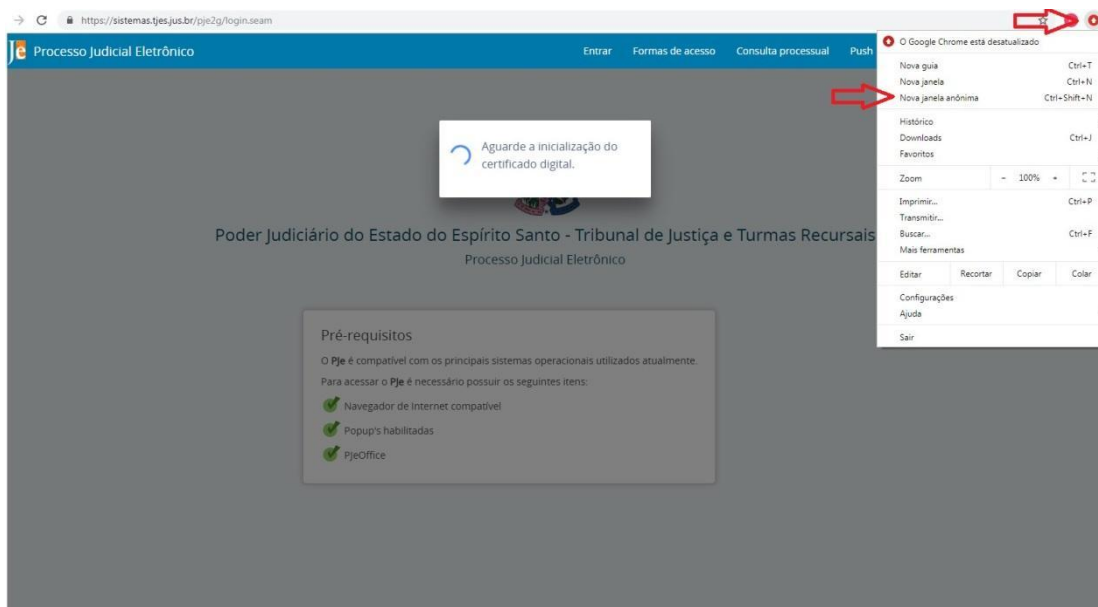 https://sistemas.tjes.jus.br/pje2g/login.seam
Je Processo Judicial Eletrônico
Entrar Formas de acesso Consulta processual Push
O Google Chrome está desatualizado
Nova guia Ctrl+T
Nova janela Ctrl+N
Nova janela anônima Ctrl+Shift+N
Histórico
Downloads Ctrl+J
Favoritos
Zoom - 100% +
Imprimir... Ctrl+P
Transmitir...
Buscar... Ctrl+F
Mais ferramentas
Editar Recortar Copiar Colar
Configurações
Ajuda
Sair
Aguarde a inicialização do
certificado digital.
Poder Judiciário do Estado do Espírito Santo - Tribunal de Justiça e Turmas Recursais
Processo Judicial Eletrônico
Pré-requisitos
O PJe é compatível com os principais sistemas operacionais utilizados atualmente.
Para acessar o PJe é necessário possuir os seguintes itens:
Navegador de Internet compatível
Popup's habilitadas
PJeOffice